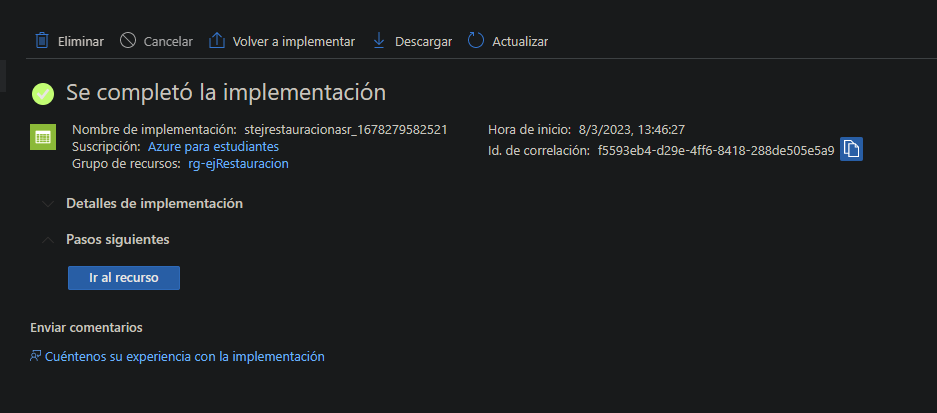 Eliminar Cancelar Volver a implementar Descargar Actualizar
Se completó la implementación
Nombre de implementación: stejrestauracionasr_1678279582521 Hora de inicio: 8/3/2023, 13:46:27
Suscripción: Azure para estudiantes Id. de correlación: f5593eb4-d29e-4ff6-8418-288de505e5a9
Grupo de recursos: rg-ejRestauracion
Detalles de implementación
Pasos siguientes
Ir al recurso
Enviar comentarios
Cuéntenos su experiencia con la implementación